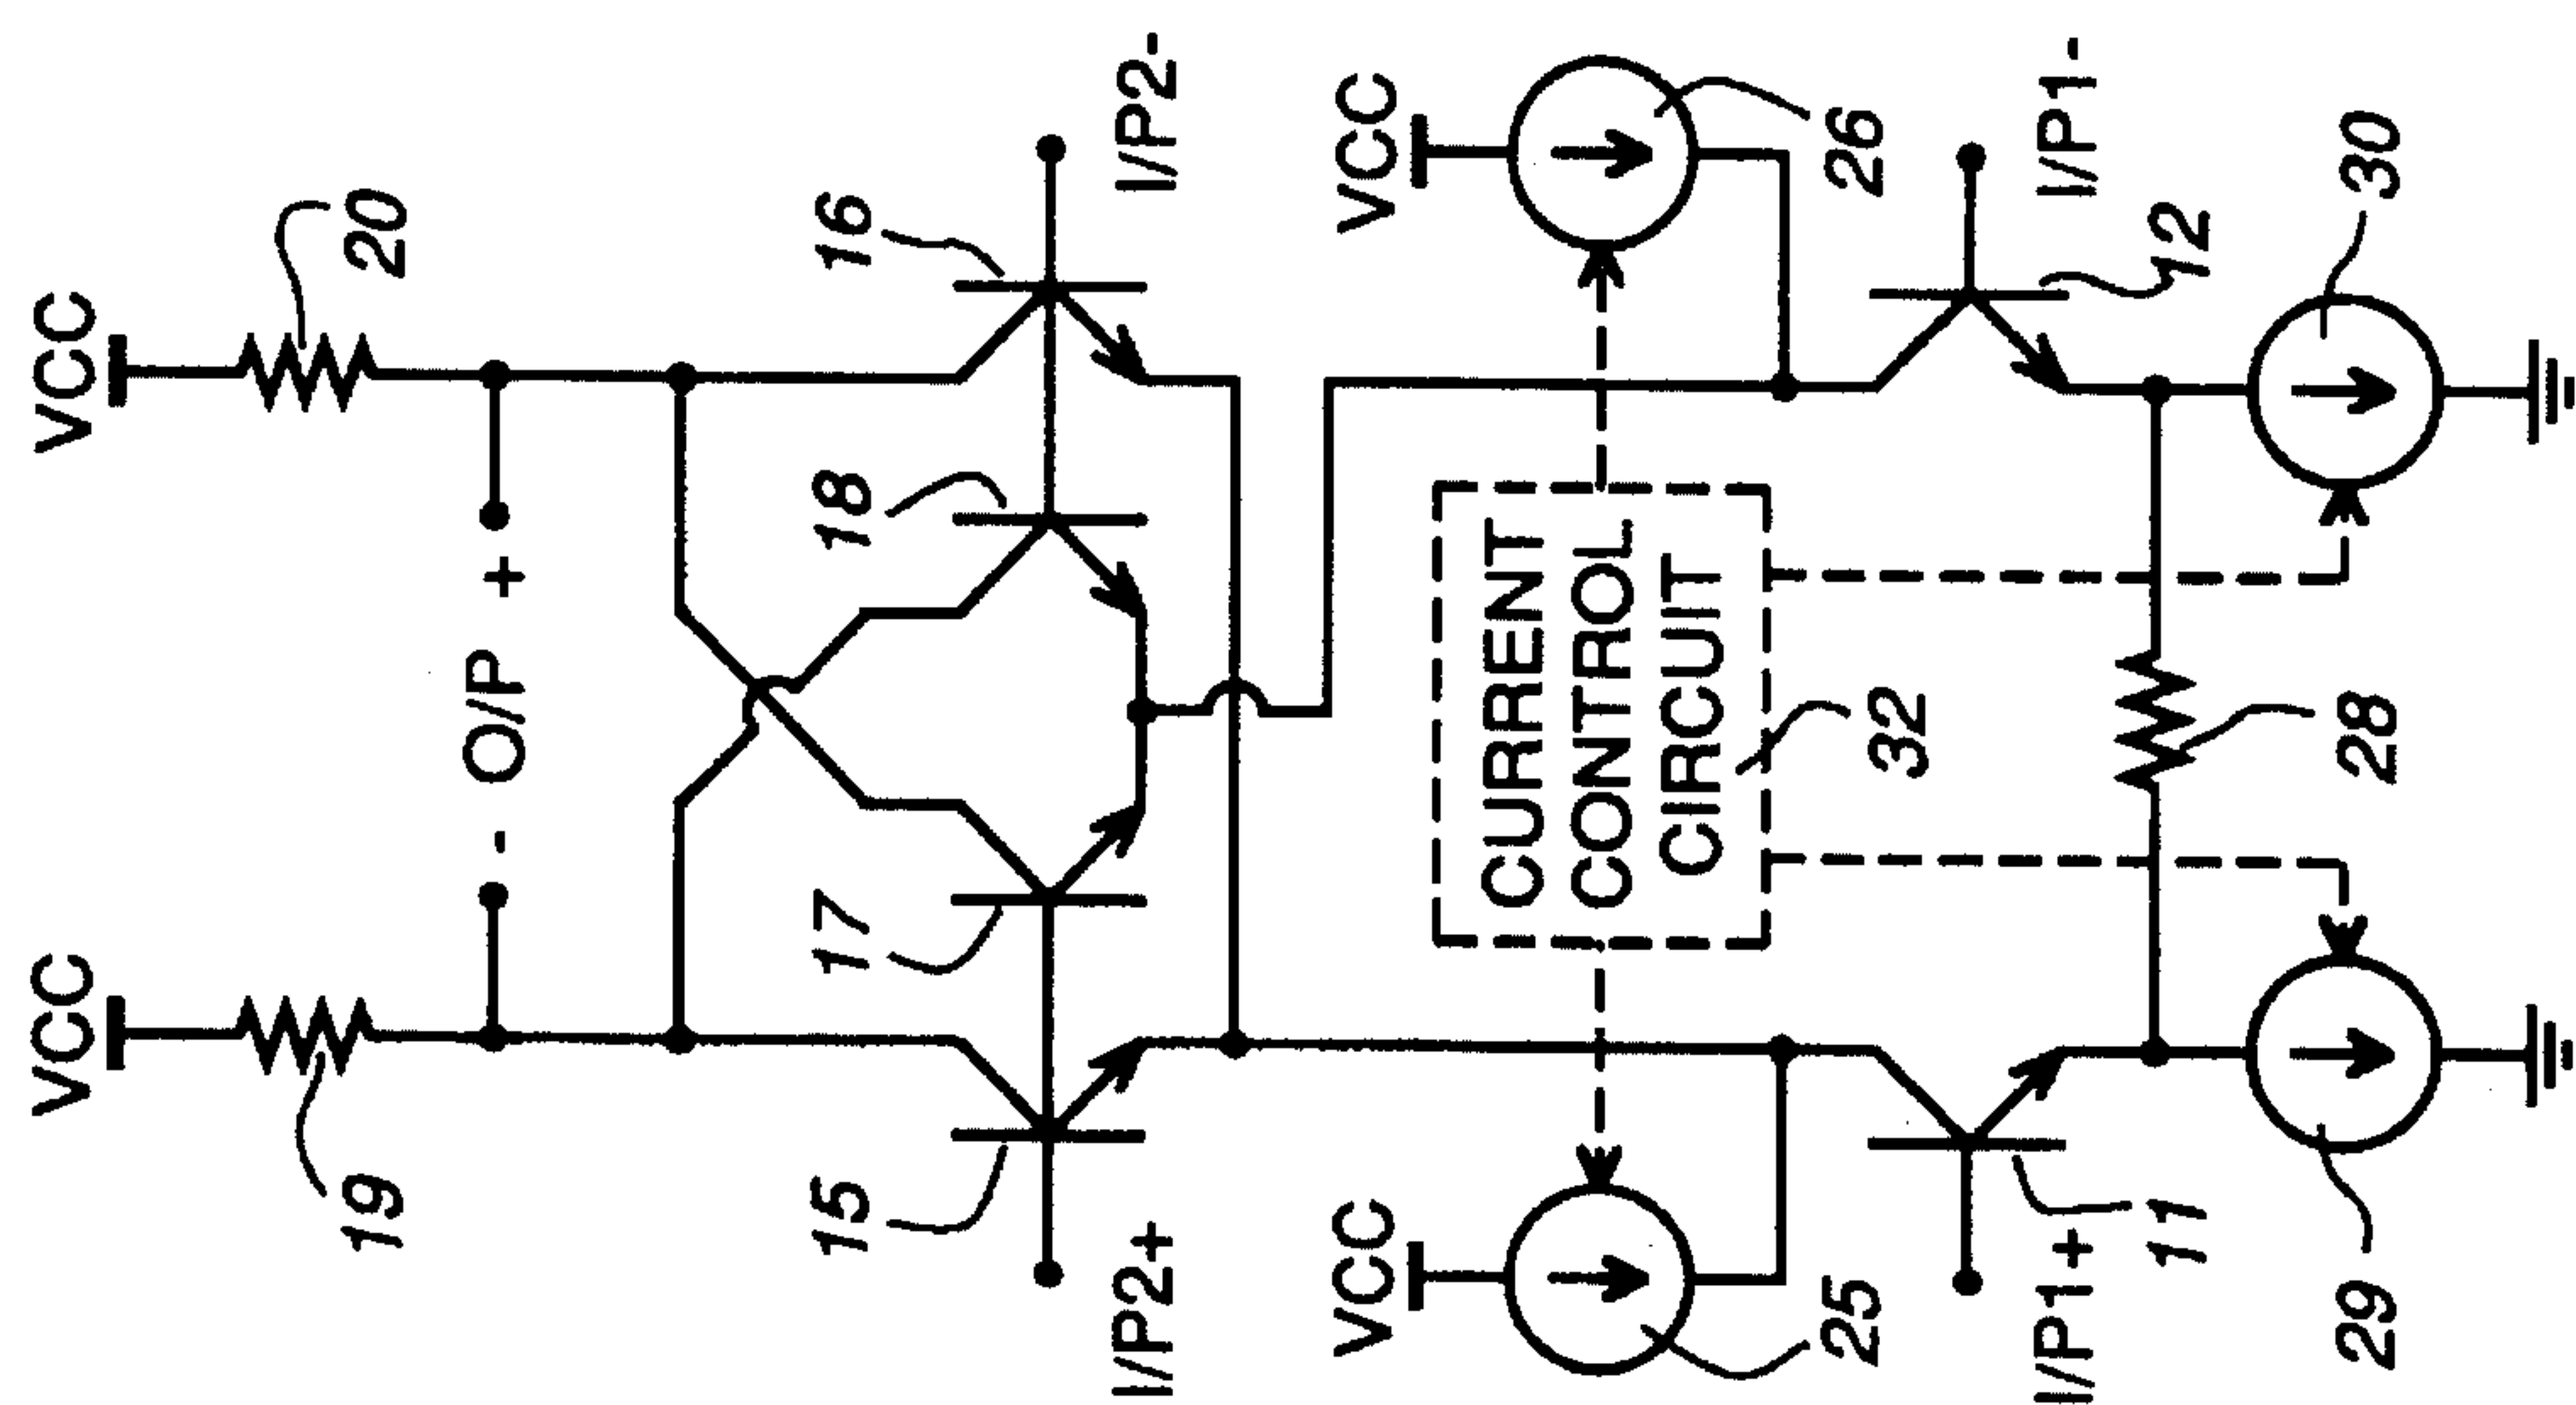 VCC
VCC
19
20
- O/P +
15
17
18
16
I/P2+
I/P2-
VCC
VCC
CURRENT
CONTROL
CIRCUIT
25
32
26
I/P1+
I/P1-
11
12
29
28
30